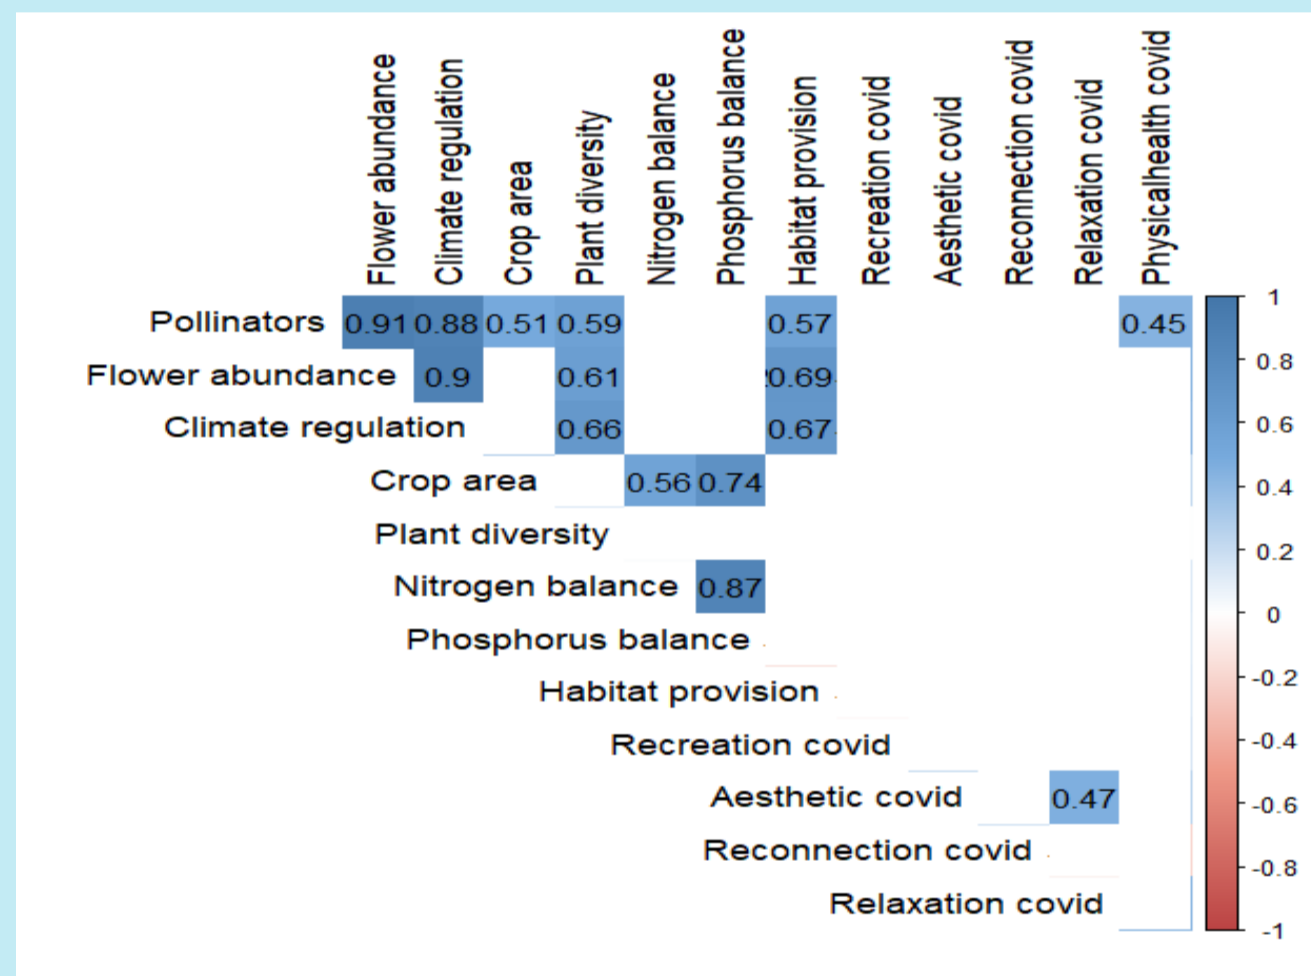 Flower abundance
Climate regulation
Crop area
Plant diversity
Nitrogen balance
Phosphorus balance
Habitat provision
Recreation covid
Aesthetic covid
Reconnection covid
Relaxation covid
Physicalhealth covid
Pollinators 0.91 0.88 0.51 0.59 0.57 0.45
Flower abundance 0.9 0.61 0.69
Climate regulation 0.66 0.67
Crop area 0.56 0.74
Plant diversity
Nitrogen balance 0.87
Phosphorus balance
Habitat provision
Recreation covid
Aesthetic covid 0.47
Reconnection covid
Relaxation covid
1
0.8
0.6
0.4
0.2
0
-0.2
-0.4
-0.6
-0.8
-1